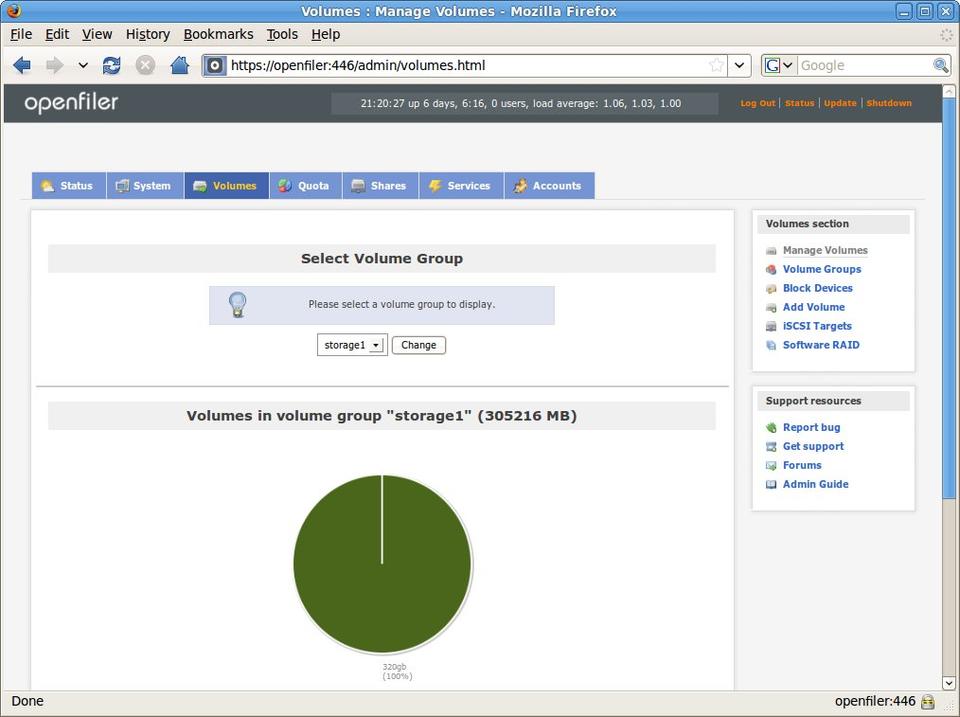 Volumes : Manage Volumes - Mozilla Firefox
File Edit View History Bookmarks Tools Help
https://openfiler:446/admin/volumes.html
G Google
openfiler
21:20:27 up 6 days, 6:16, 0 users, load average: 1.06, 1.03, 1.00
Log Out | Status | Update | Shutdown
Status System Volumes Quota Shares Services Accounts
Select Volume Group
Please select a volume group to display.
storage1 Change
Volumes in volume group "storage1" (305216 MB)
320gb
(100%)
Volumes section
Manage Volumes
Volume Groups
Block Devices
Add Volume
iSCSI Targets
Software RAID
Support resources
Report bug
Get support
Forums
Admin Guide
Done
openfiler:446